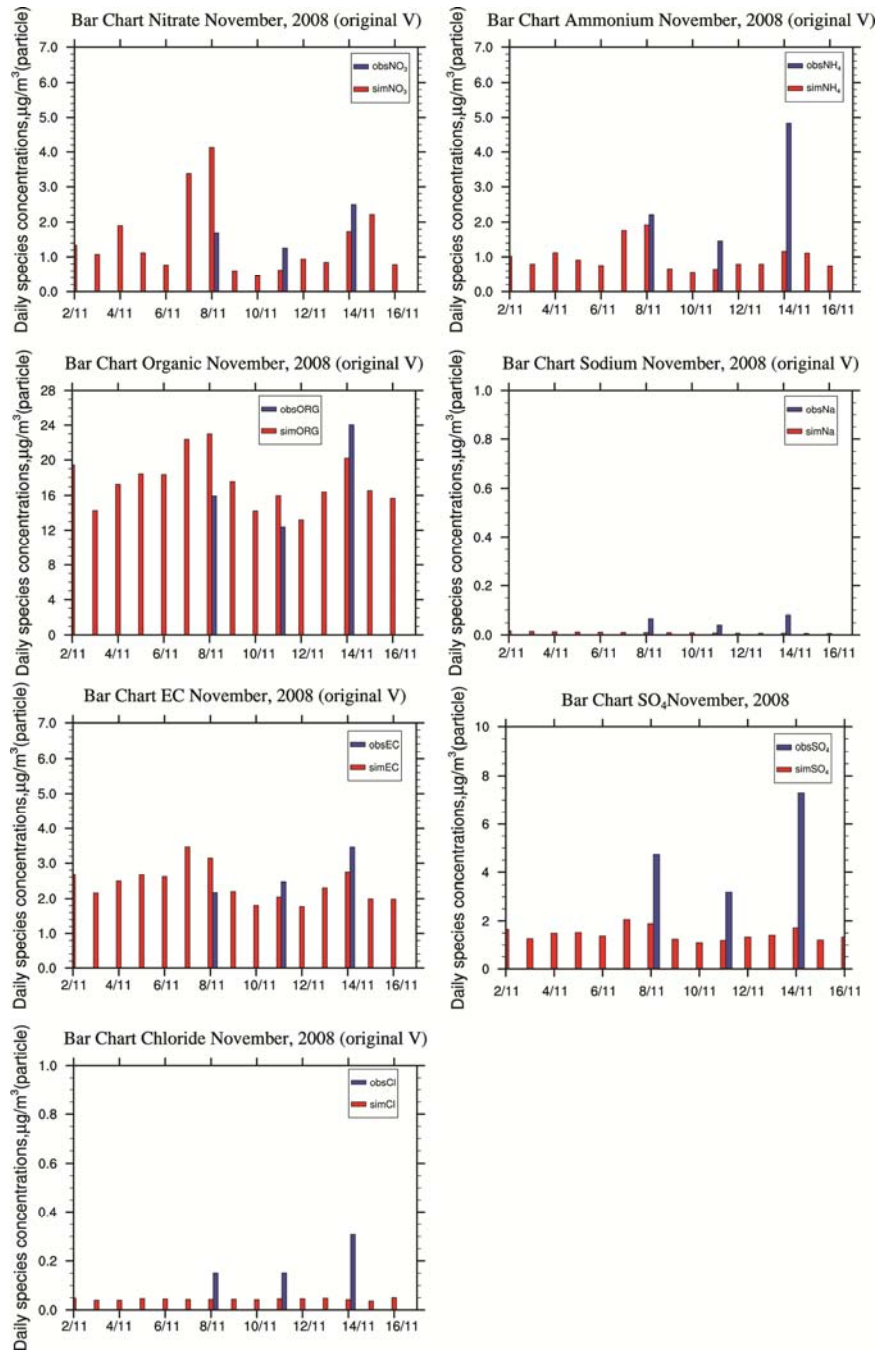 Bar Chart Nitrate November, 2008 (original V)
Daily species concentrations,µg/m³(particle)
7.0
6.0
5.0
4.0
3.0
2.0
1.0
0.0
obsNO₃
simNO₃
2/11 4/11 6/11 8/11 10/11 12/11 14/11 16/11
Bar Chart Ammonium November, 2008 (original V)
Daily species concentrations,µg/m³(particle)
7.0
6.0
5.0
4.0
3.0
2.0
1.0
0.0
obsNH₄
simNH₄
2/11 4/11 6/11 8/11 10/11 12/11 14/11 16/11
Bar Chart Organic November, 2008 (original V)
Daily species concentrations,µg/m³(particle)
28
24
20
16
12
8
4
0
obsORG
simORG
2/11 4/11 6/11 8/11 10/11 12/11 14/11 16/11
Bar Chart Sodium November, 2008 (original V)
Daily species concentrations,µg/m³(particle)
1.0
0.8
0.6
0.4
0.2
0.0
obsNa
simNa
2/11 4/11 6/11 8/11 10/11 12/11 14/11 16/11
Bar Chart EC November, 2008 (original V)
Daily species concentrations,µg/m³(particle)
7.0
6.0
5.0
4.0
3.0
2.0
1.0
0.0
obsEC
simEC
2/11 4/11 6/11 8/11 10/11 12/11 14/11 16/11
Bar Chart SO₄November, 2008
Daily species concentrations,µg/m³(particle)
10
8
6
4
2
0
obsSO₄
simSO₄
2/11 4/11 6/11 8/11 10/11 12/11 14/11 16/11
Bar Chart Chloride November, 2008 (original V)
Daily species concentrations,µg/m³(particle)
1.0
0.8
0.6
0.4
0.2
0.0
obsCl
simCl
2/11 4/11 6/11 8/11 10/11 12/11 14/11 16/11